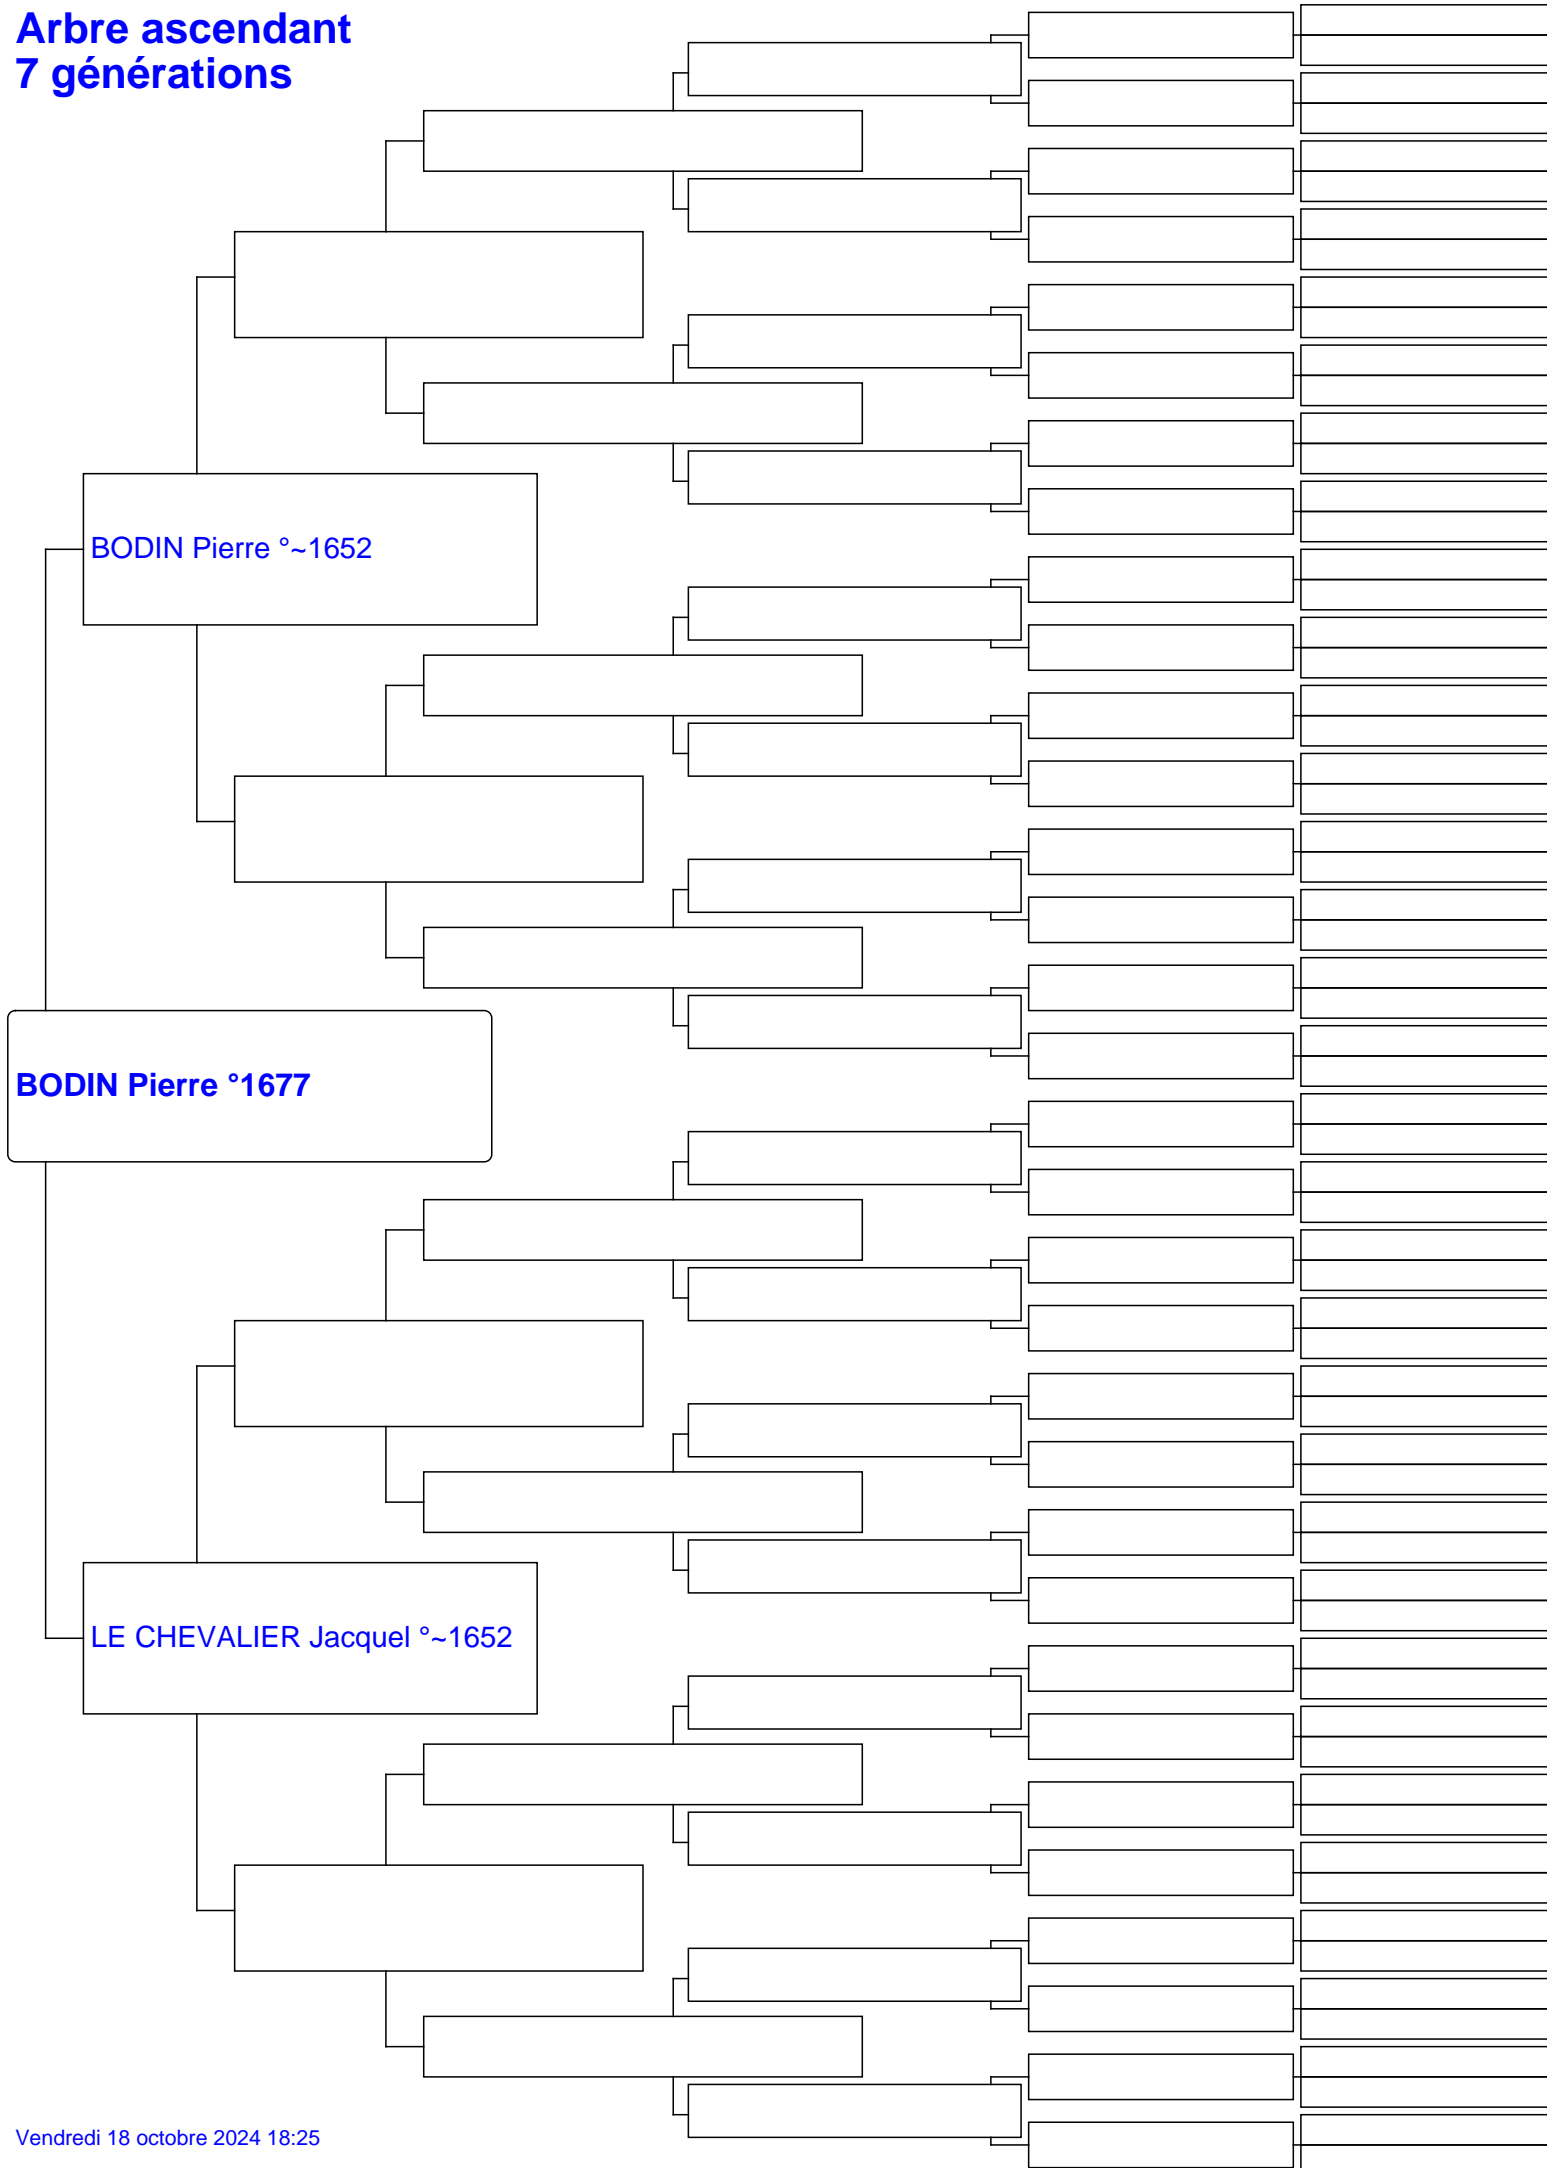 Arbre ascendant
7 générations
BODIN Pierre °~1652
BODIN Pierre °1677
LE CHEVALIER Jacquel °~1652
Vendredi 18 octobre 2024 18:25